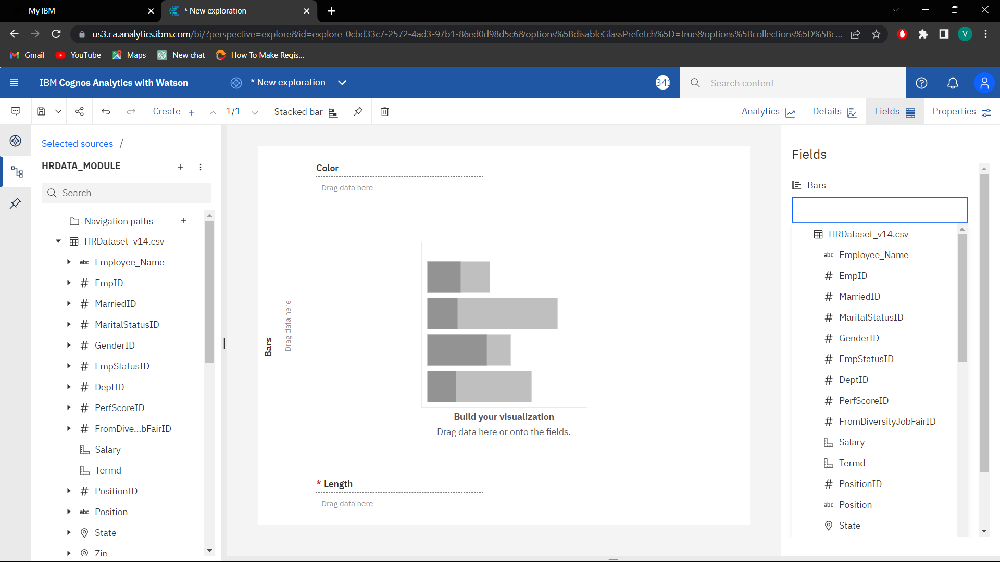 My IBM
* New exploration
us3.ca.analytics.ibm.com/bi/?perspective=explore&id=explore_0cbd33c7-2572-4ad3-97b1-86ed0d98d5c6&options%5BdisableGlassPrefetch%5D=true&options%5Bcollections%5D%5Bc...
V
Gmail
YouTube
Maps
New chat
How To Make Regis...
IBM Cognos Analytics with Watson
* New exploration
341
Search content
Create +
1/1
Stacked bar
Analytics
Details
Fields
Properties
Selected sources /
HRDATA_MODULE
Search
Navigation paths
HRDataset_v14.csv
abc Employee_Name
# EmpID
# MarriedID
# MaritalStatusID
# GenderID
# EmpStatusID
# DeptID
# PerfScoreID
# FromDive...bFairID
Salary
Termd
# PositionID
abc Position
State
Zip
Color
Drag data here
Bars
Drag data here
Build your visualization
Drag data here or onto the fields.
* Length
Drag data here
Fields
Bars
HRDataset_v14.csv
abc Employee_Name
# EmpID
# MarriedID
# MaritalStatusID
# GenderID
# EmpStatusID
# DeptID
# PerfScoreID
# FromDiversityJobFairID
Salary
Termd
# PositionID
abc Position
State